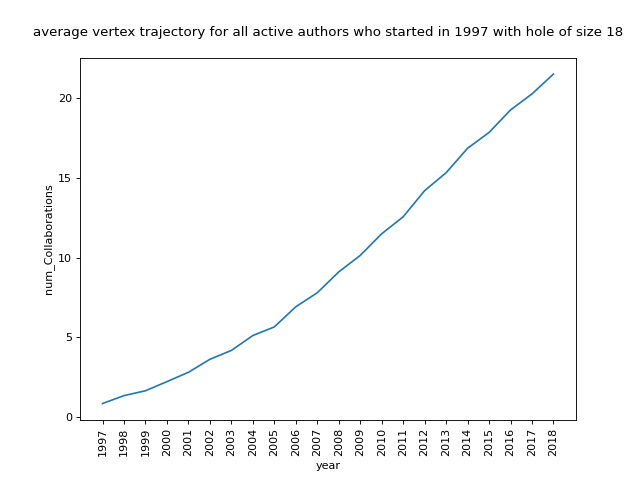 average vertex trajectory for all active authors who started in 1997 with hole of size 18
20
15
10
5
0
num_Collaborations
1997 1998 1999 2000 2001 2002 2003 2004 2005 2006 2007 2008 2009 2010 2011 2012 2013 2014 2015 2016 2017 2018
year